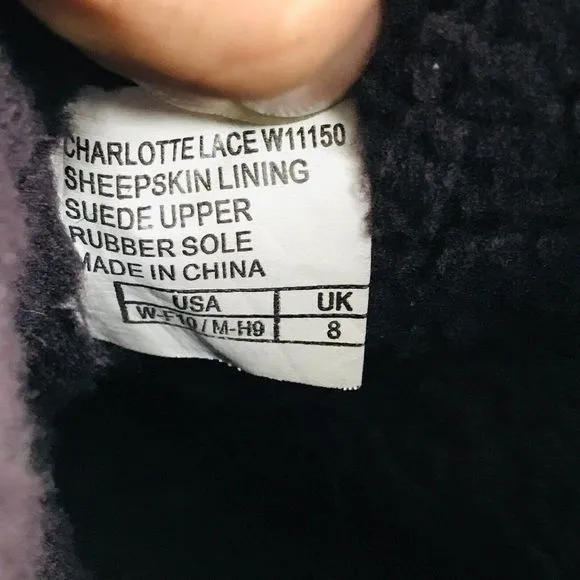 CHARLOTTE LACE W11150
SHEEPSKIN LINING
SUEDE UPPER
RUBBER SOLE
MADE IN CHINA
USA UK
W-F10 / M-H9 8